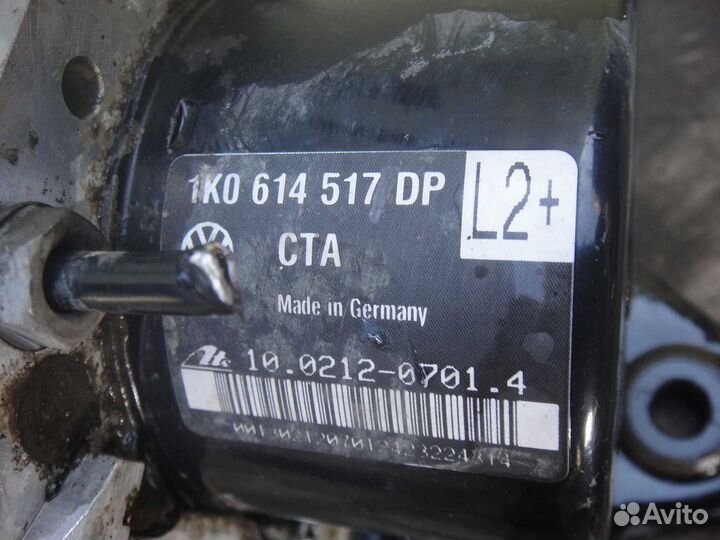 1K0 614 517 DP
L2+
CTA
Made in Germany
10.0212-0701.4
Avito